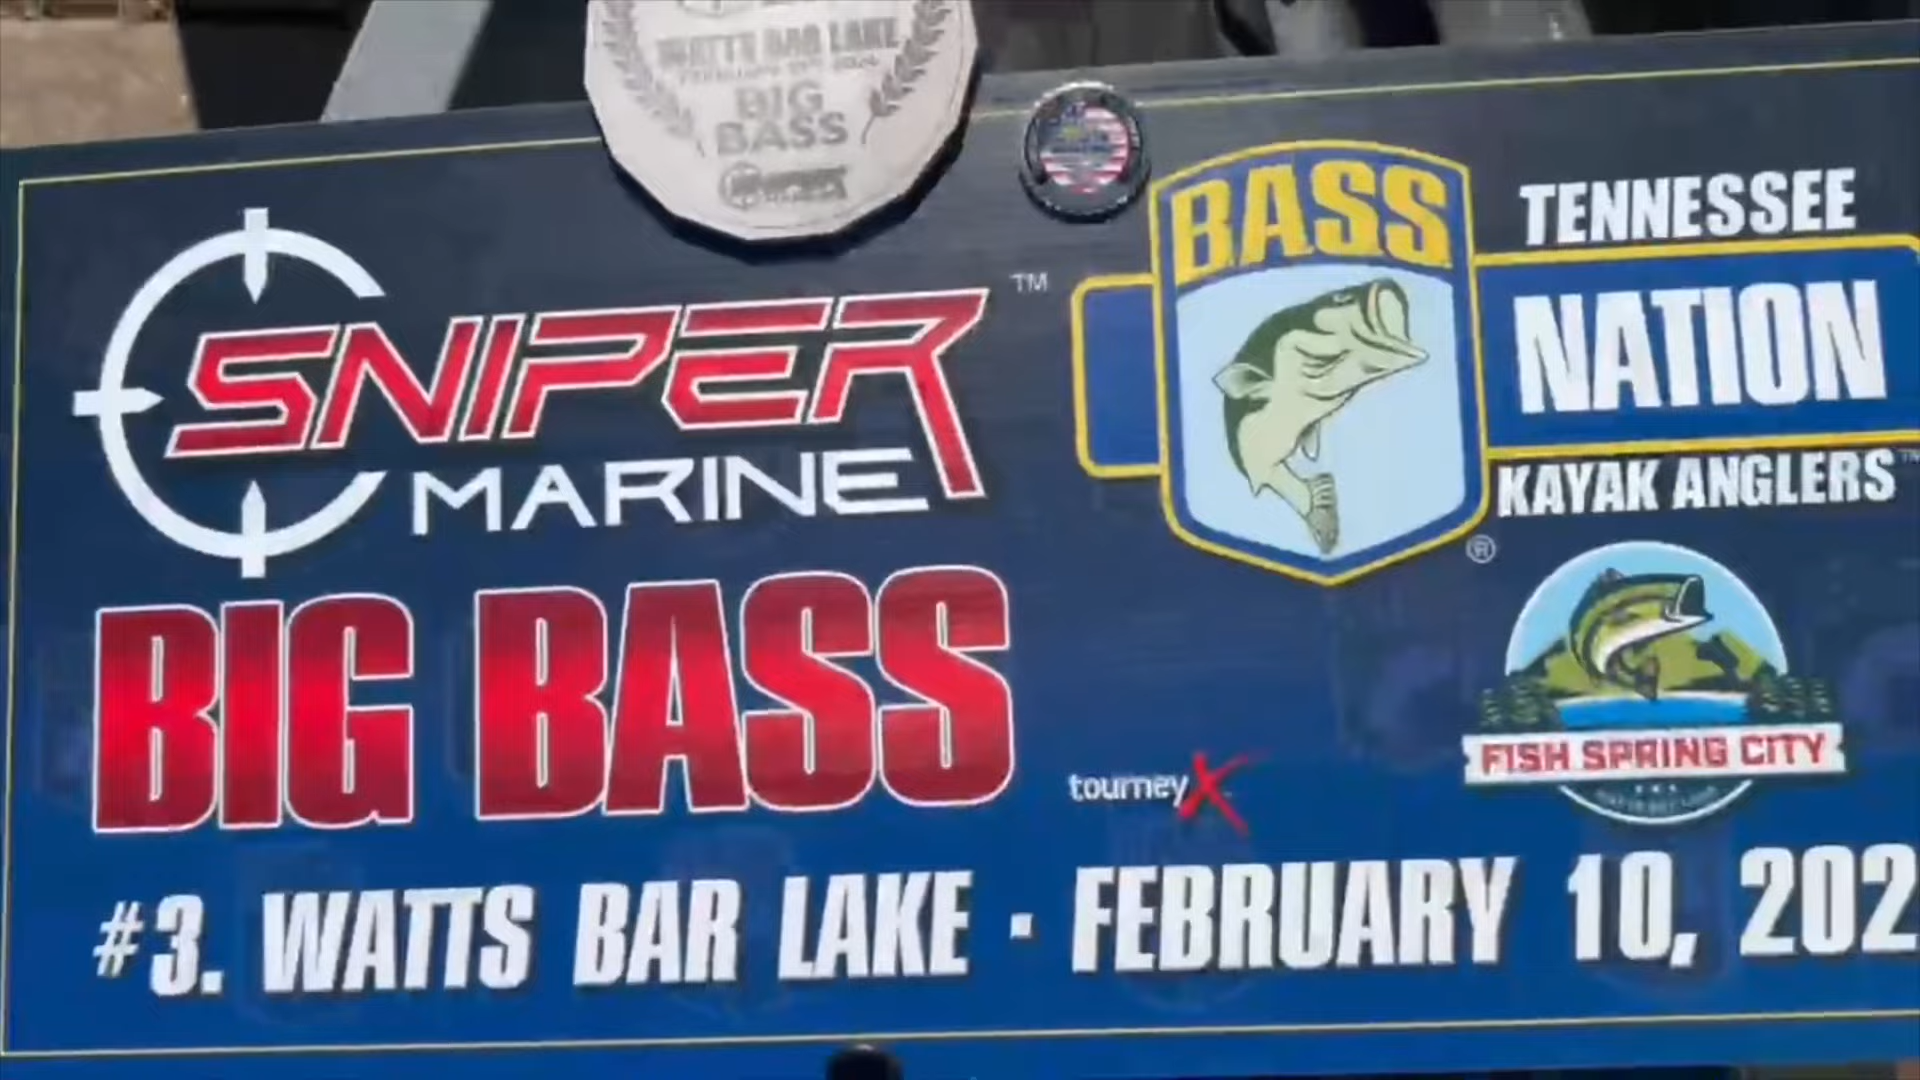 WATTS BAR LAKE
BIG
BASS
SNIPER
MARINE
™
BIG BASS
BASS
TENNESSEE
NATION
KAYAK ANGLERS™
®
FISH SPRING CITY
tourneyX
#3. WATTS BAR LAKE · FEBRUARY 10, 202